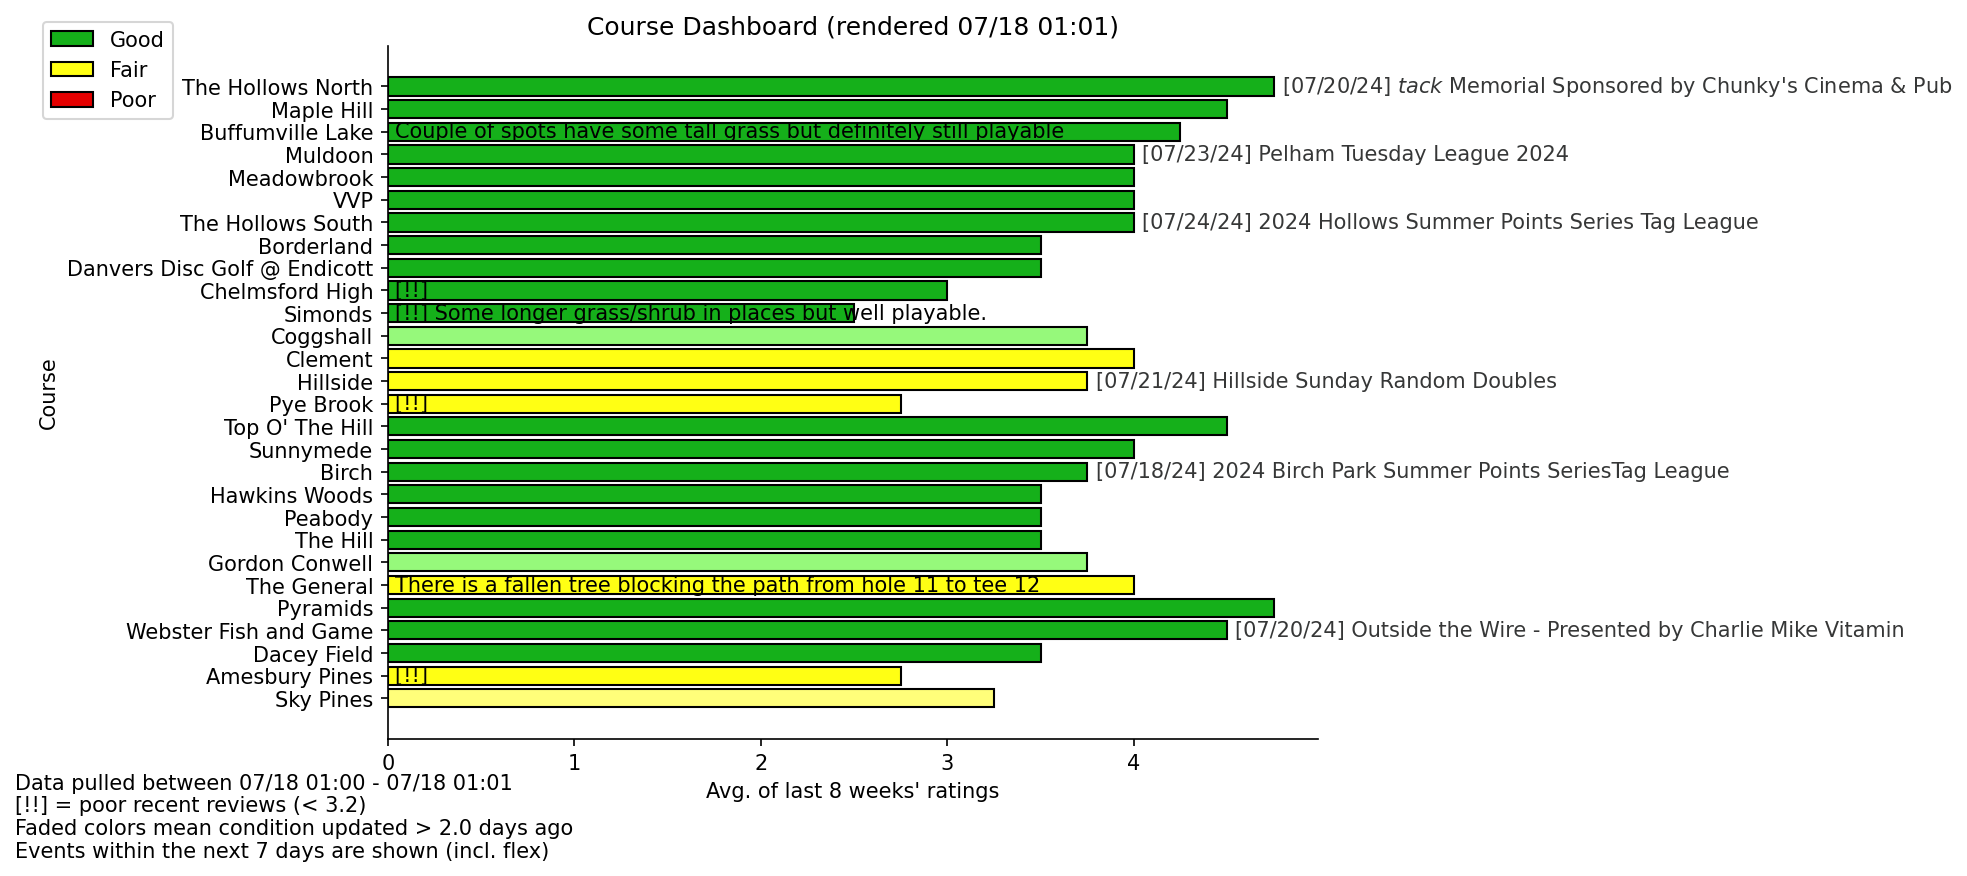 Course Dashboard (rendered 07/18 01:01)
Good
Fair
Poor
The Hollows North [07/20/24] tack Memorial Sponsored by Chunky's Cinema & Pub
Maple Hill
Buffumville Lake Couple of spots have some tall grass but definitely still playable
Muldoon [07/23/24] Pelham Tuesday League 2024
Meadowbrook
VVP
The Hollows South [07/24/24] 2024 Hollows Summer Points Series Tag League
Borderland
Danvers Disc Golf @ Endicott
Chelmsford High [!!]
Simonds [!!] Some longer grass/shrub in places but well playable.
Coggshall
Clement
Hillside [07/21/24] Hillside Sunday Random Doubles
Pye Brook [!!]
Top O' The Hill
Sunnymede
Birch [07/18/24] 2024 Birch Park Summer Points SeriesTag League
Hawkins Woods
Peabody
The Hill
Gordon Conwell
The General There is a fallen tree blocking the path from hole 11 to tee 12
Pyramids
Webster Fish and Game [07/20/24] Outside the Wire - Presented by Charlie Mike Vitamin
Dacey Field
Amesbury Pines [!!]
Sky Pines
Course
0 1 2 3 4
Avg. of last 8 weeks' ratings
Data pulled between 07/18 01:00 - 07/18 01:01
[!!] = poor recent reviews (< 3.2)
Faded colors mean condition updated > 2.0 days ago
Events within the next 7 days are shown (incl. flex)